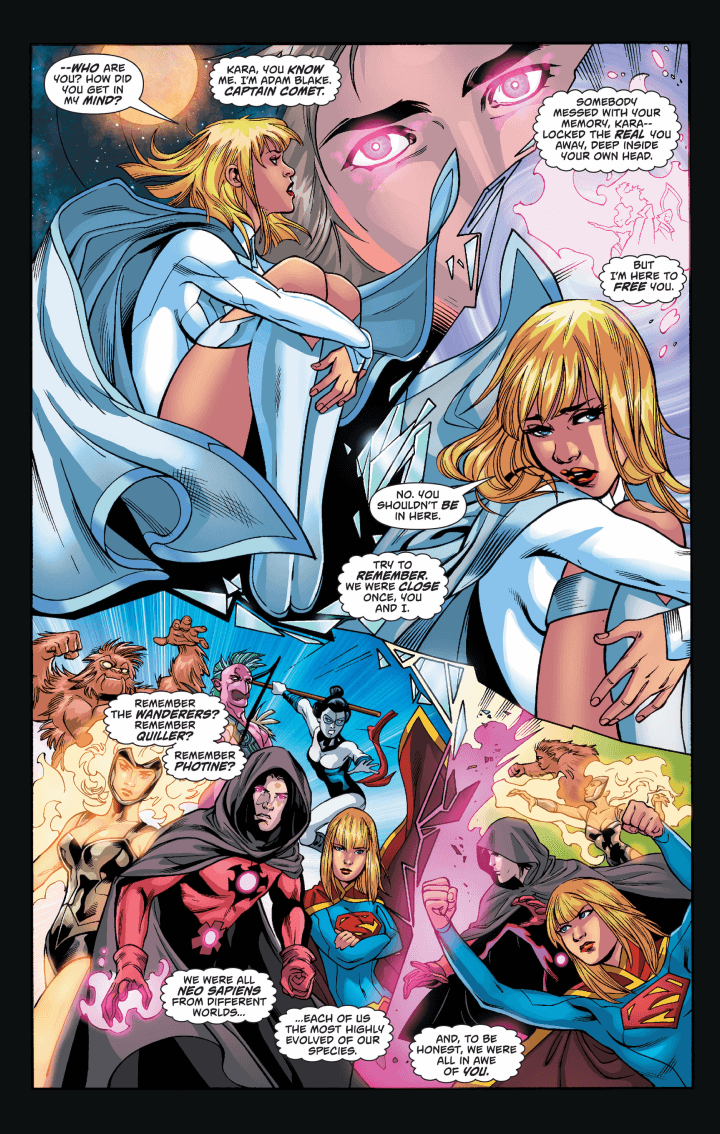 --WHO ARE
YOU? HOW DID
YOU GET IN
MY MIND?
KARA, YOU KNOW
ME. I'M ADAM BLAKE.
CAPTAIN COMET.
SOMEBODY
MESSED WITH YOUR
MEMORY, KARA--
LOCKED THE REAL YOU
AWAY, DEEP INSIDE
YOUR OWN HEAD.
BUT
I'M HERE TO
FREE YOU.
NO. YOU
SHOULDN'T BE
IN HERE.
TRY TO
REMEMBER.
WE WERE CLOSE
ONCE, YOU
AND I.
REMEMBER
THE WANDERERS?
REMEMBER
QUILLER?
REMEMBER
PHOTINE?
WE WERE ALL
NEO SAPIENS
FROM DIFFERENT
WORLDS...
...EACH OF US
THE MOST HIGHLY
EVOLVED OF OUR
SPECIES.
AND, TO BE
HONEST, WE WERE
ALL IN AWE
OF YOU.